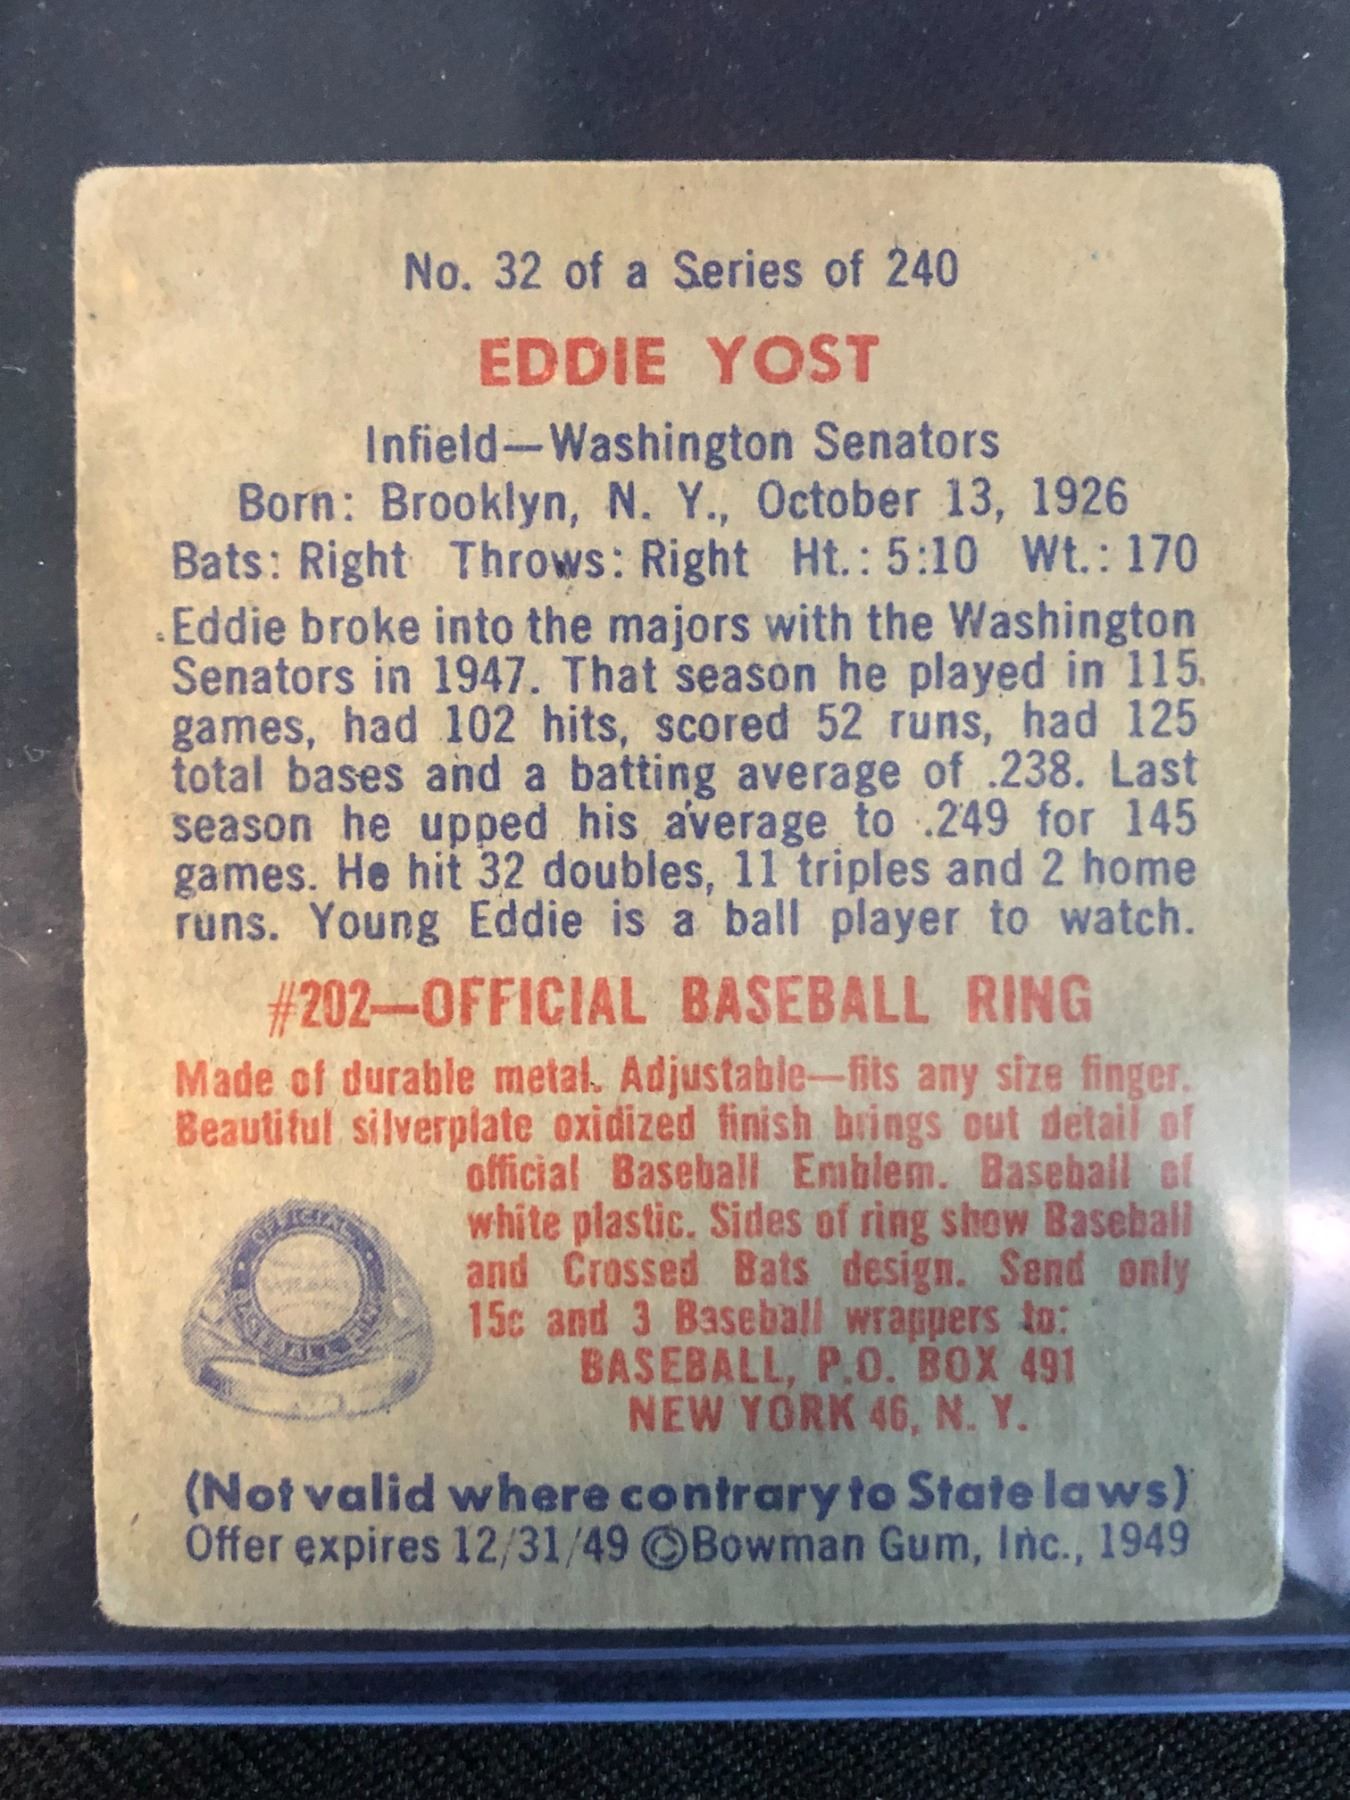 No. 32 of a Series of 240
EDDIE YOST
Infield—Washington Senators
Born: Brooklyn, N. Y., October 13, 1926
Bats: Right Throws: Right Ht.: 5:10 Wt.: 170
Eddie broke into the majors with the Washington
Senators in 1947. That season he played in 115
games, had 102 hits, scored 52 runs, had 125
total bases and a batting average of .238. Last
season he upped his average to .249 for 145
games. He hit 32 doubles, 11 triples and 2 home
runs. Young Eddie is a ball player to watch.
#202—OFFICIAL BASEBALL RING
Made of durable metal. Adjustable—fits any size finger.
Beautiful silverplate oxidized finish brings out detail of
official Baseball Emblem. Baseball of
white plastic. Sides of ring show Baseball
and Crossed Bats design. Send only
15c and 3 Baseball wrappers to:
BASEBALL, P.O. BOX 491
NEW YORK 46, N. Y.
OFFICIAL
(Not valid where contrary to State laws)
Offer expires 12/31/49 ©Bowman Gum, Inc., 1949